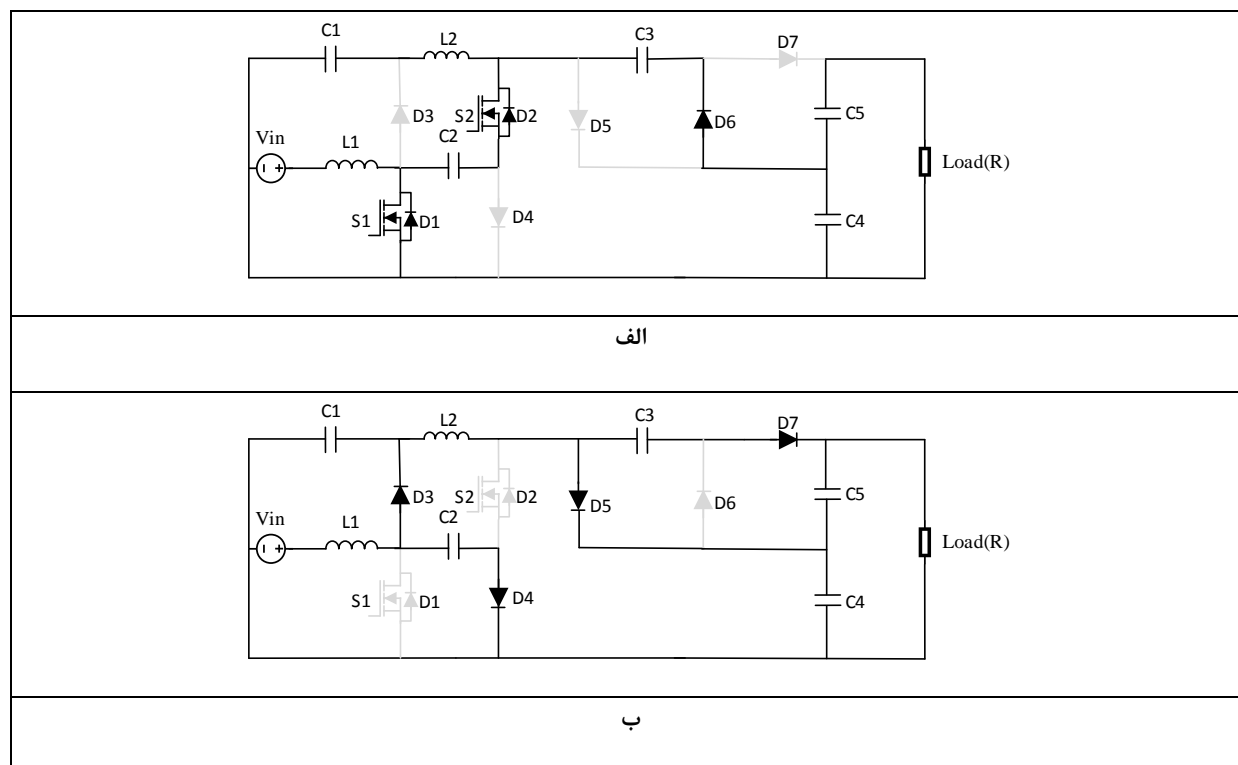 C1
L2
C3
D7
D3
S2
D2
D5
D6
C5
Vin
L1
C2
Load(R)
S1
D1
D4
C4
الف
C1
L2
C3
D7
D3
S2
D2
D5
D6
C5
Vin
L1
C2
Load(R)
S1
D1
D4
C4
ب